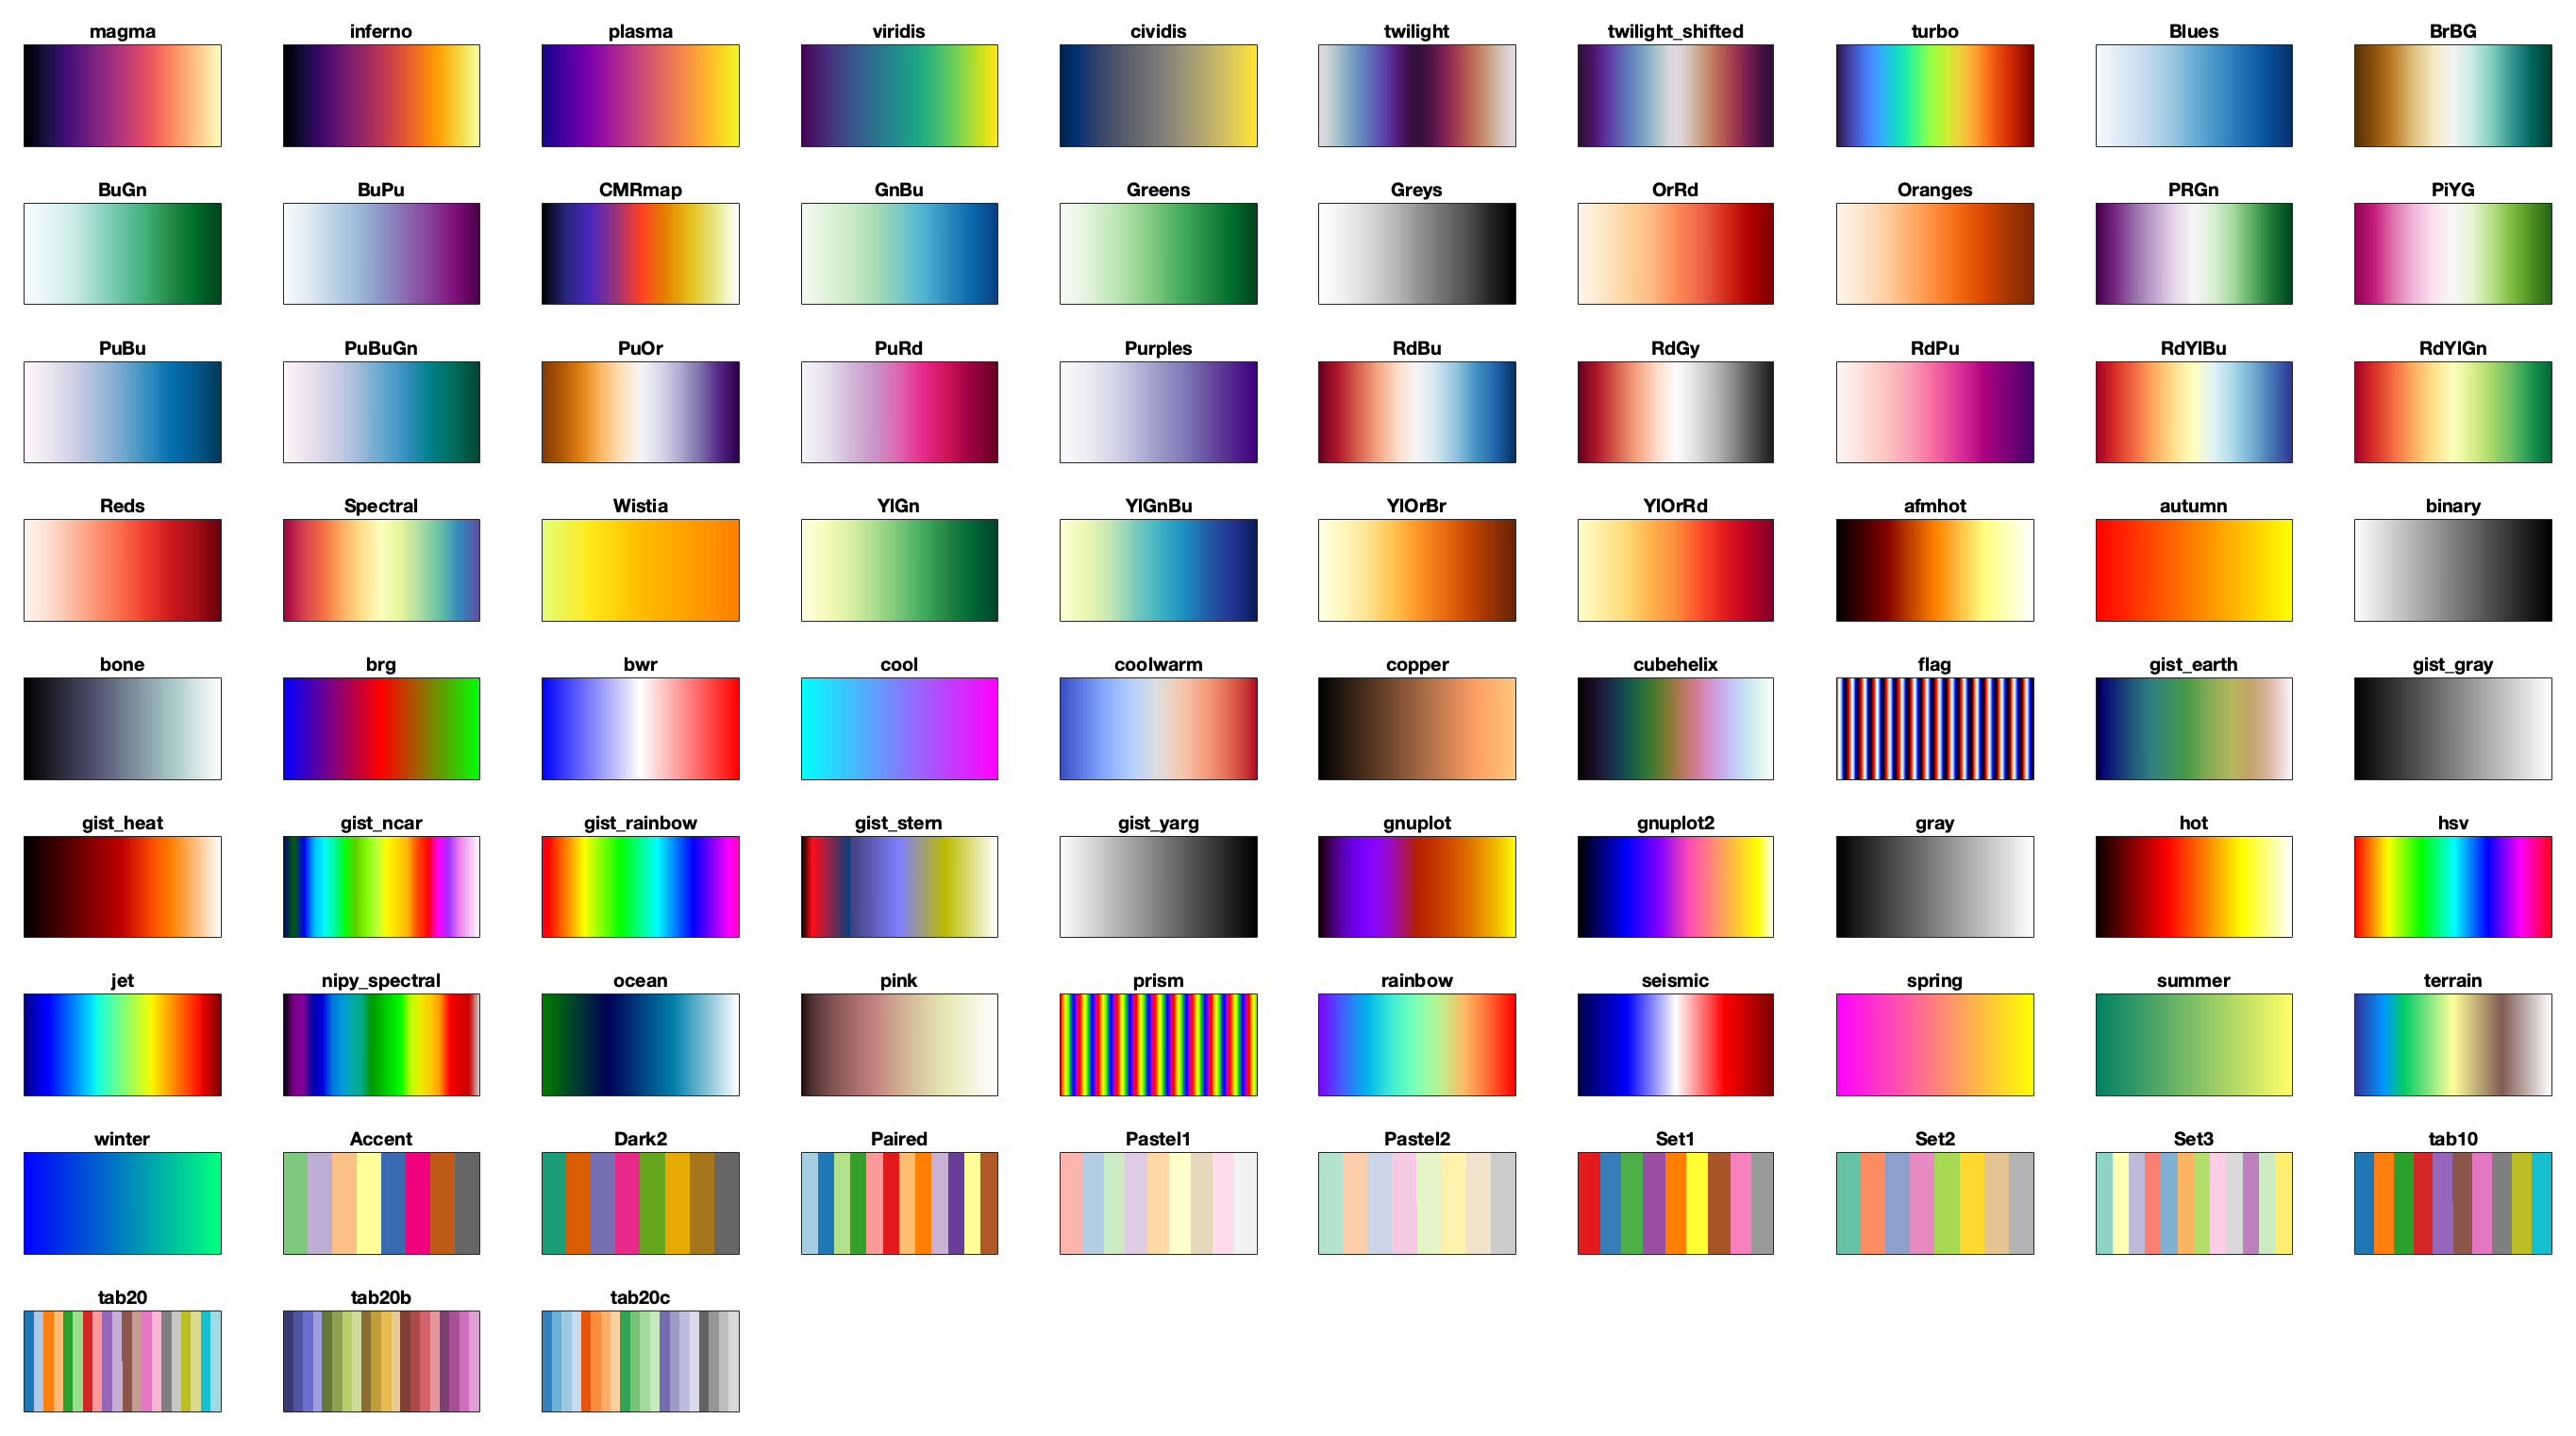 magma inferno plasma viridis cividis twilight twilight_shifted turbo Blues BrBG
BuGn BuPu CMRmap GnBu Greens Greys OrRd Oranges PRGn PiYG
PuBu PuBuGn PuOr PuRd Purples RdBu RdGy RdPu RdYlBu RdYlGn
Reds Spectral Wistia YlGn YlGnBu YlOrBr YlOrRd afmhot autumn binary
bone brg bwr cool coolwarm copper cubehelix flag gist_earth gist_gray
gist_heat gist_ncar gist_rainbow gist_stern gist_yarg gnuplot gnuplot2 gray hot hsv
jet nipy_spectral ocean pink prism rainbow seismic spring summer terrain
winter Accent Dark2 Paired Pastel1 Pastel2 Set1 Set2 Set3 tab10
tab20 tab20b tab20c